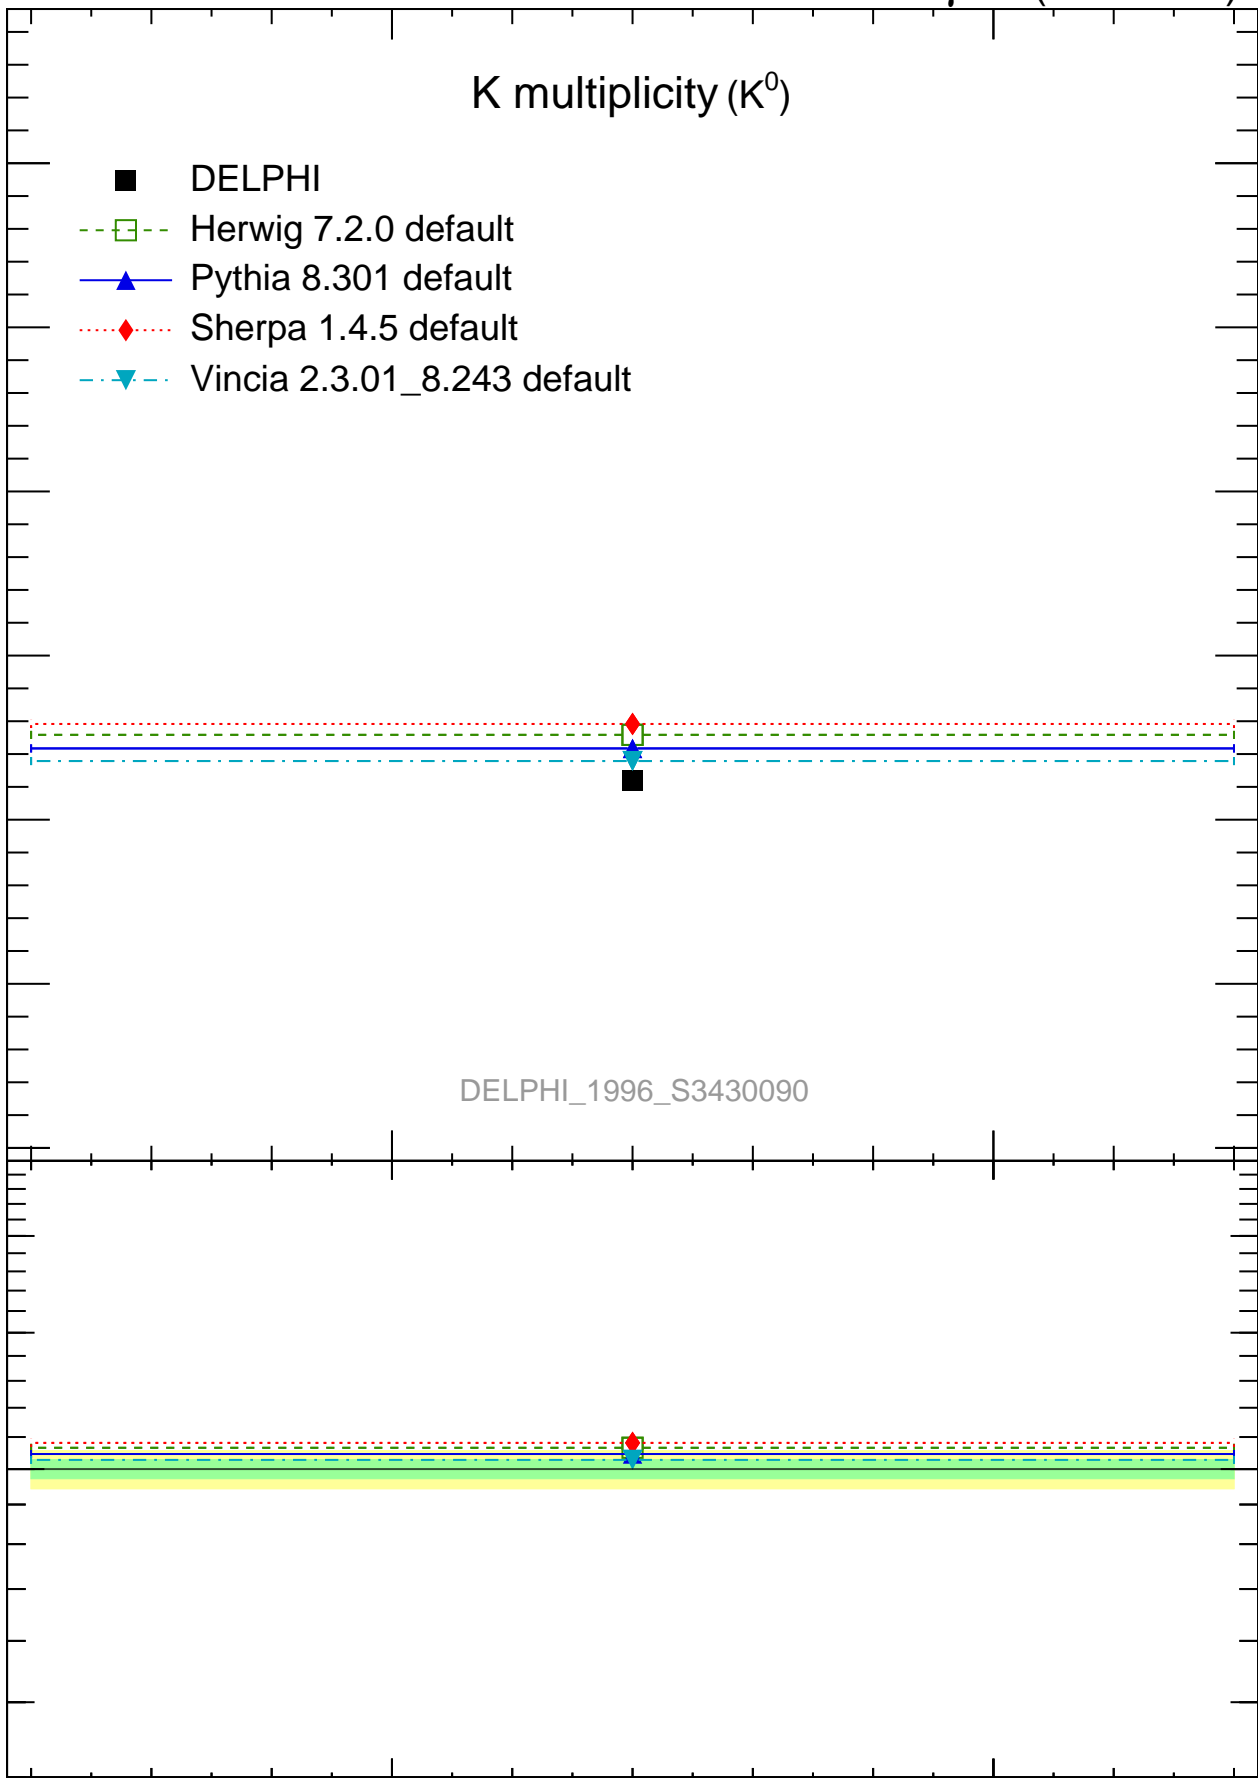 K multiplicity (K⁰)
DELPHI
Herwig 7.2.0 default
Pythia 8.301 default
Sherpa 1.4.5 default
Vincia 2.3.01_8.243 default
DELPHI_1996_S3430090